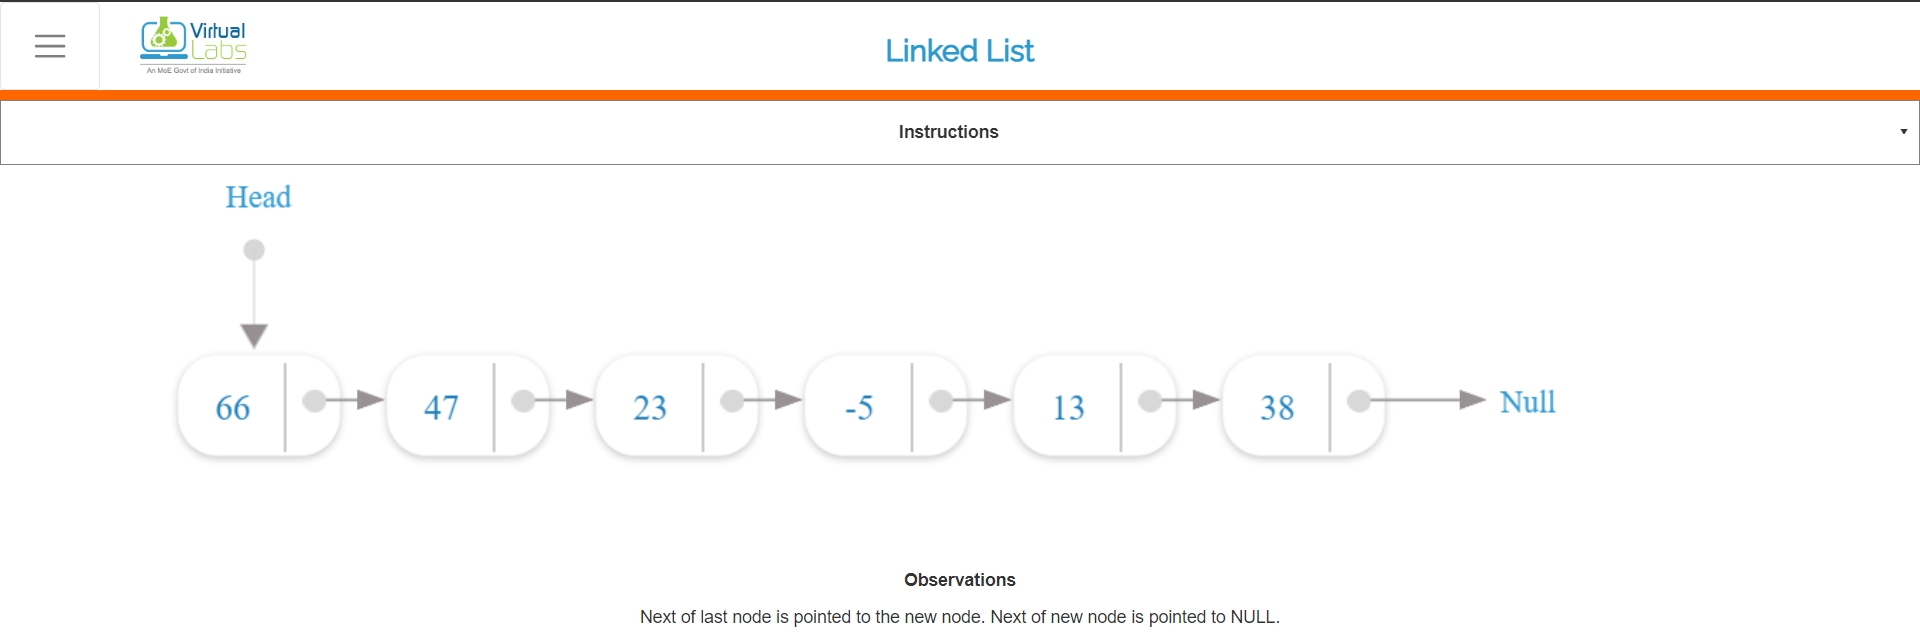 Virtual
Labs
An MoE Govt of India Initiative
Linked List
Instructions
Head
66 47 23 -5 13 38 Null
Observations
Next of last node is pointed to the new node. Next of new node is pointed to NULL.